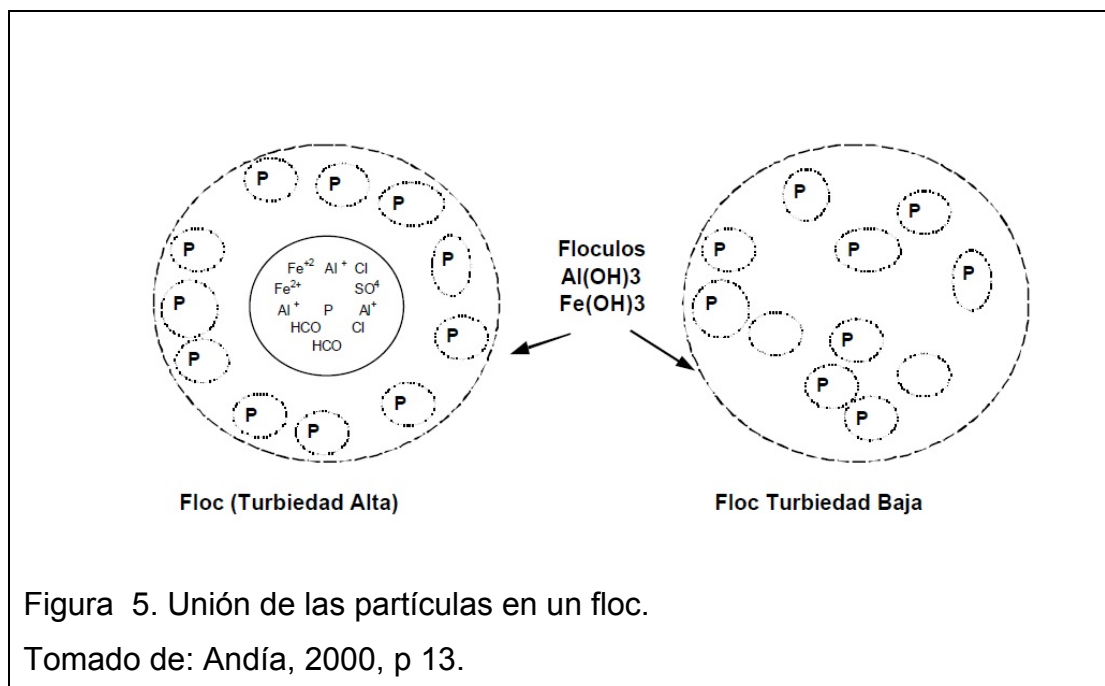 P P P
P P
P P
P P
P P
P
Fe+2 Al+ Cl
Fe2+ SO4
Al+ P Al+
HCO Cl
HCO
Floculos
Al(OH)3
Fe(OH)3
P P
P P P
P
P
P
P
Floc (Turbiedad Alta)
Floc Turbiedad Baja
Figura 5. Unión de las partículas en un floc.
Tomado de: Andía, 2000, p 13.